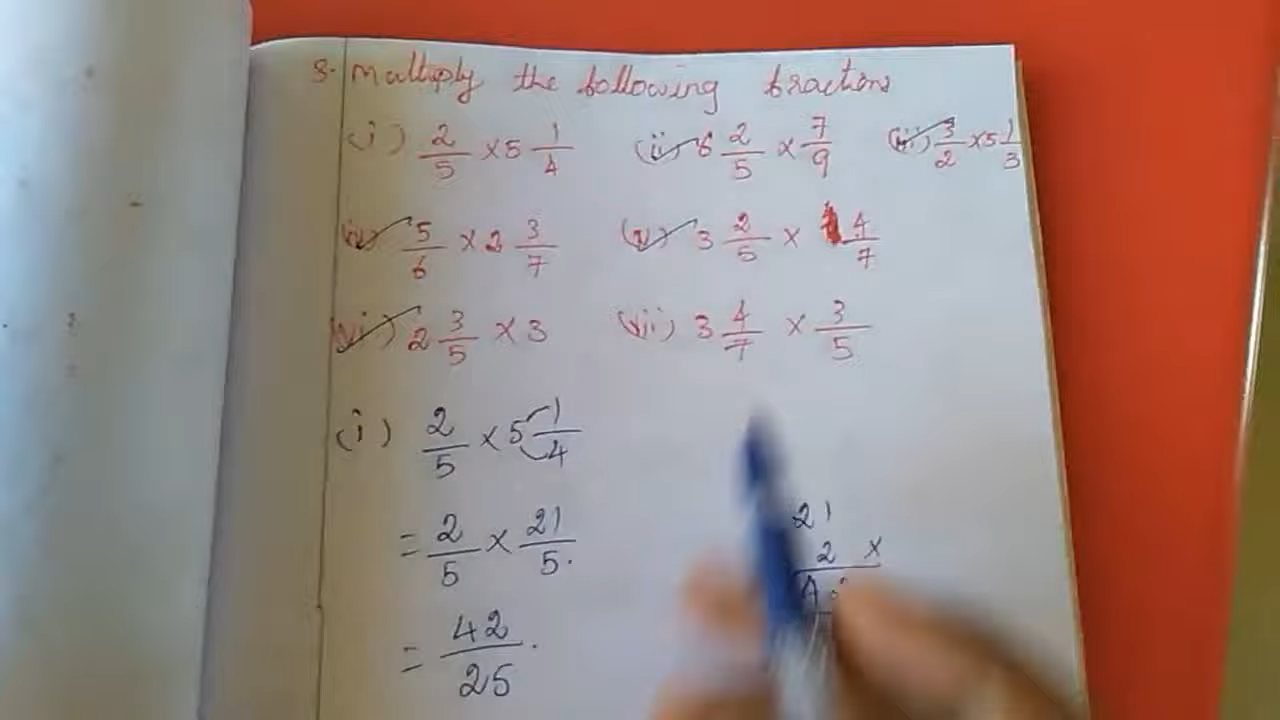 3. Multiply the following fractions
(i) 2/5 × 5 1/4 (ii) 6 2/5 × 7/9 (iii) 3/2 × 5 1/3
(iv) 5/6 × 2 3/7 (v) 3 2/5 × 4/7
(vi) 2 3/5 × 3 (vii) 3 4/7 × 3/5
(i) 2/5 × 5 1/4
= 2/5 × 21/5.
= 42/25.
21
2 ×